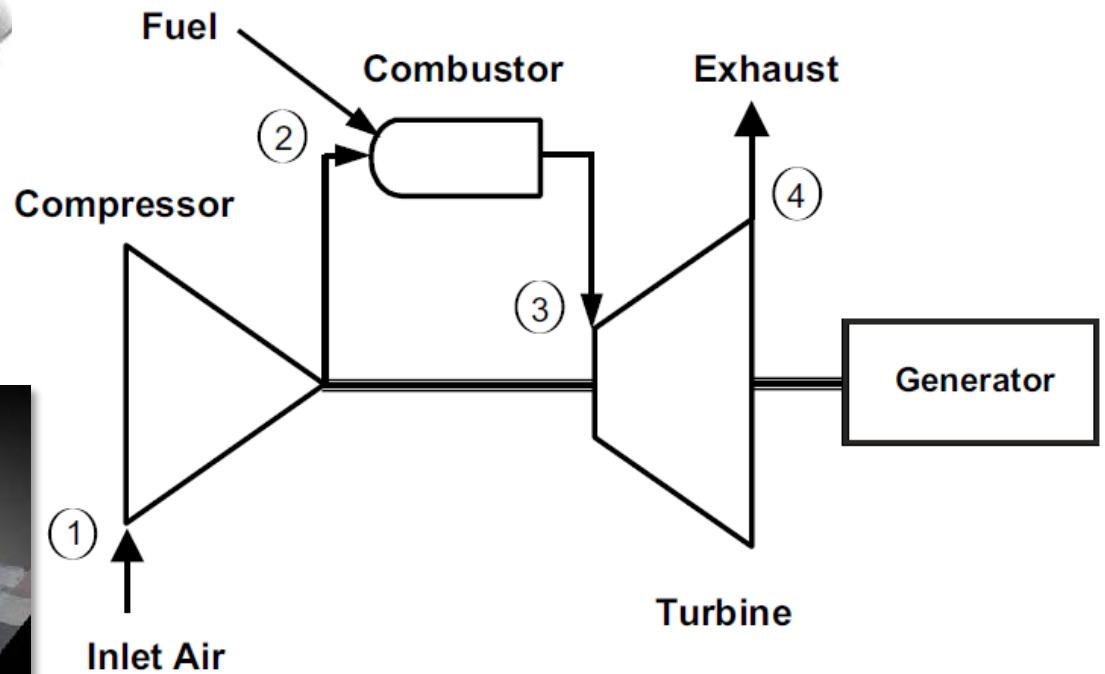 Fuel
Combustor
Exhaust
2
4
Compressor
3
Generator
1
Turbine
Inlet Air